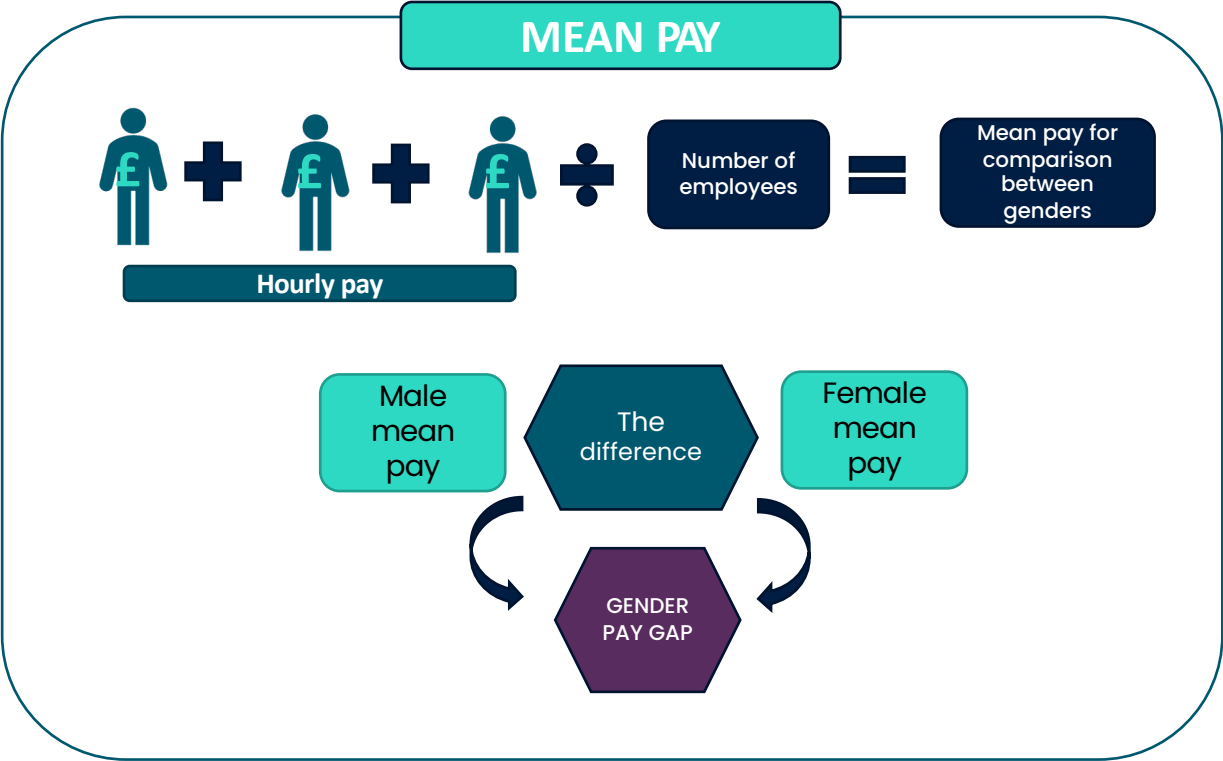 MEAN PAY
£
£
£
Number of
employees
Mean pay for
comparison
between
genders
Hourly pay
Male
mean
pay
The
difference
Female
mean
pay
GENDER
PAY GAP